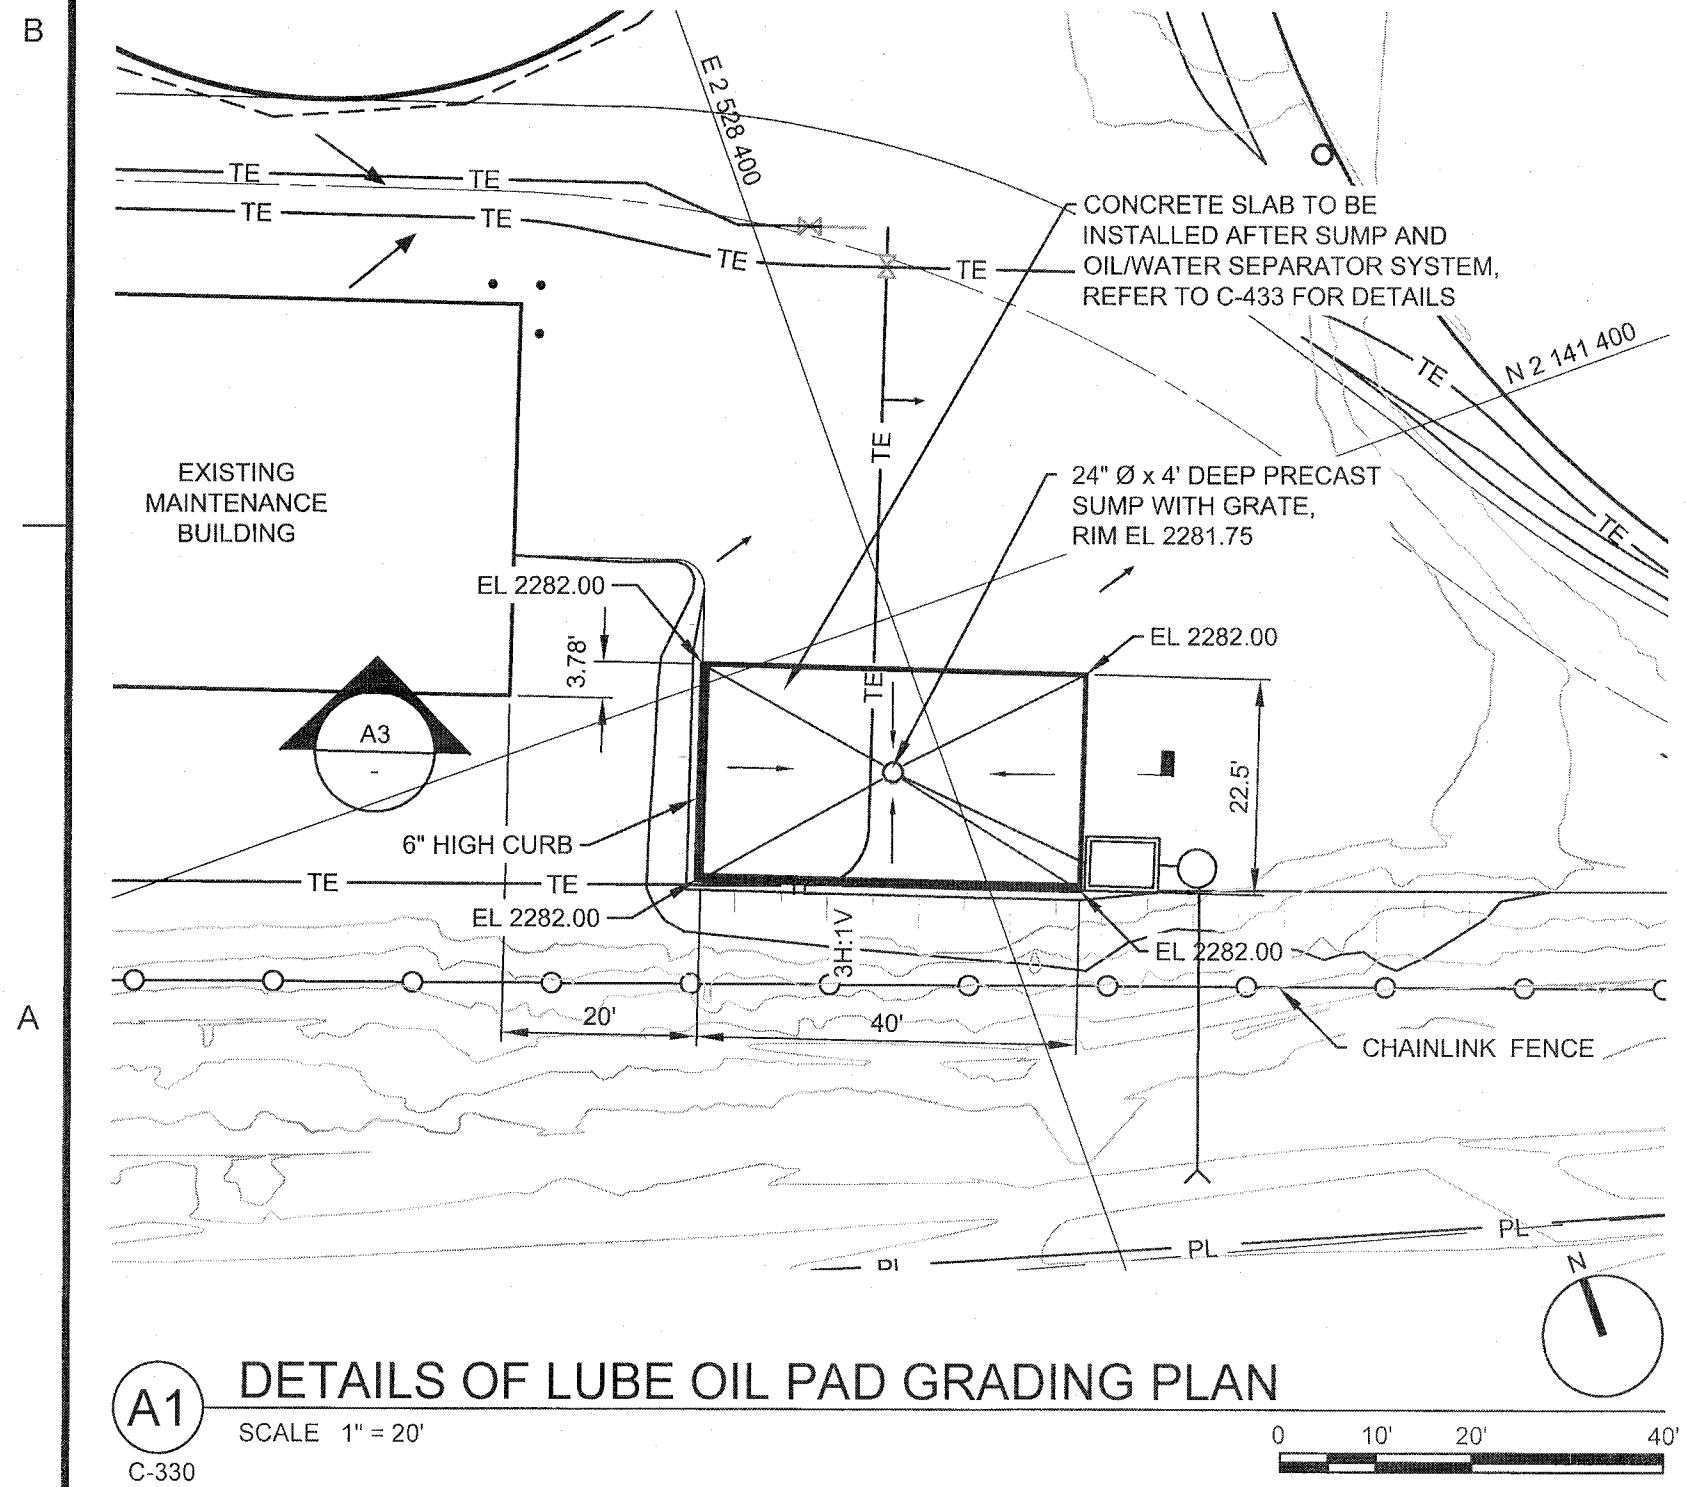 B
E 2 528 400
TE
TE
TE
TE
TE
TE
CONCRETE SLAB TO BE
INSTALLED AFTER SUMP AND
OIL/WATER SEPARATOR SYSTEM,
REFER TO C-433 FOR DETAILS
N 2 141 400
TE
TE
TE
EXISTING
MAINTENANCE
BUILDING
24" Ø x 4' DEEP PRECAST
SUMP WITH GRATE,
RIM EL 2281.75
EL 2282.00
3.78'
EL 2282.00
TE
A3
-
22.5'
6" HIGH CURB
TE
TE
TE
EL 2282.00
3H:1V
EL 2282.00
A
20'
40'
CHAINLINK FENCE
PL
PL
PL
N
A1
DETAILS OF LUBE OIL PAD GRADING PLAN
SCALE 1" = 20'
C-330
0
10'
20'
40'